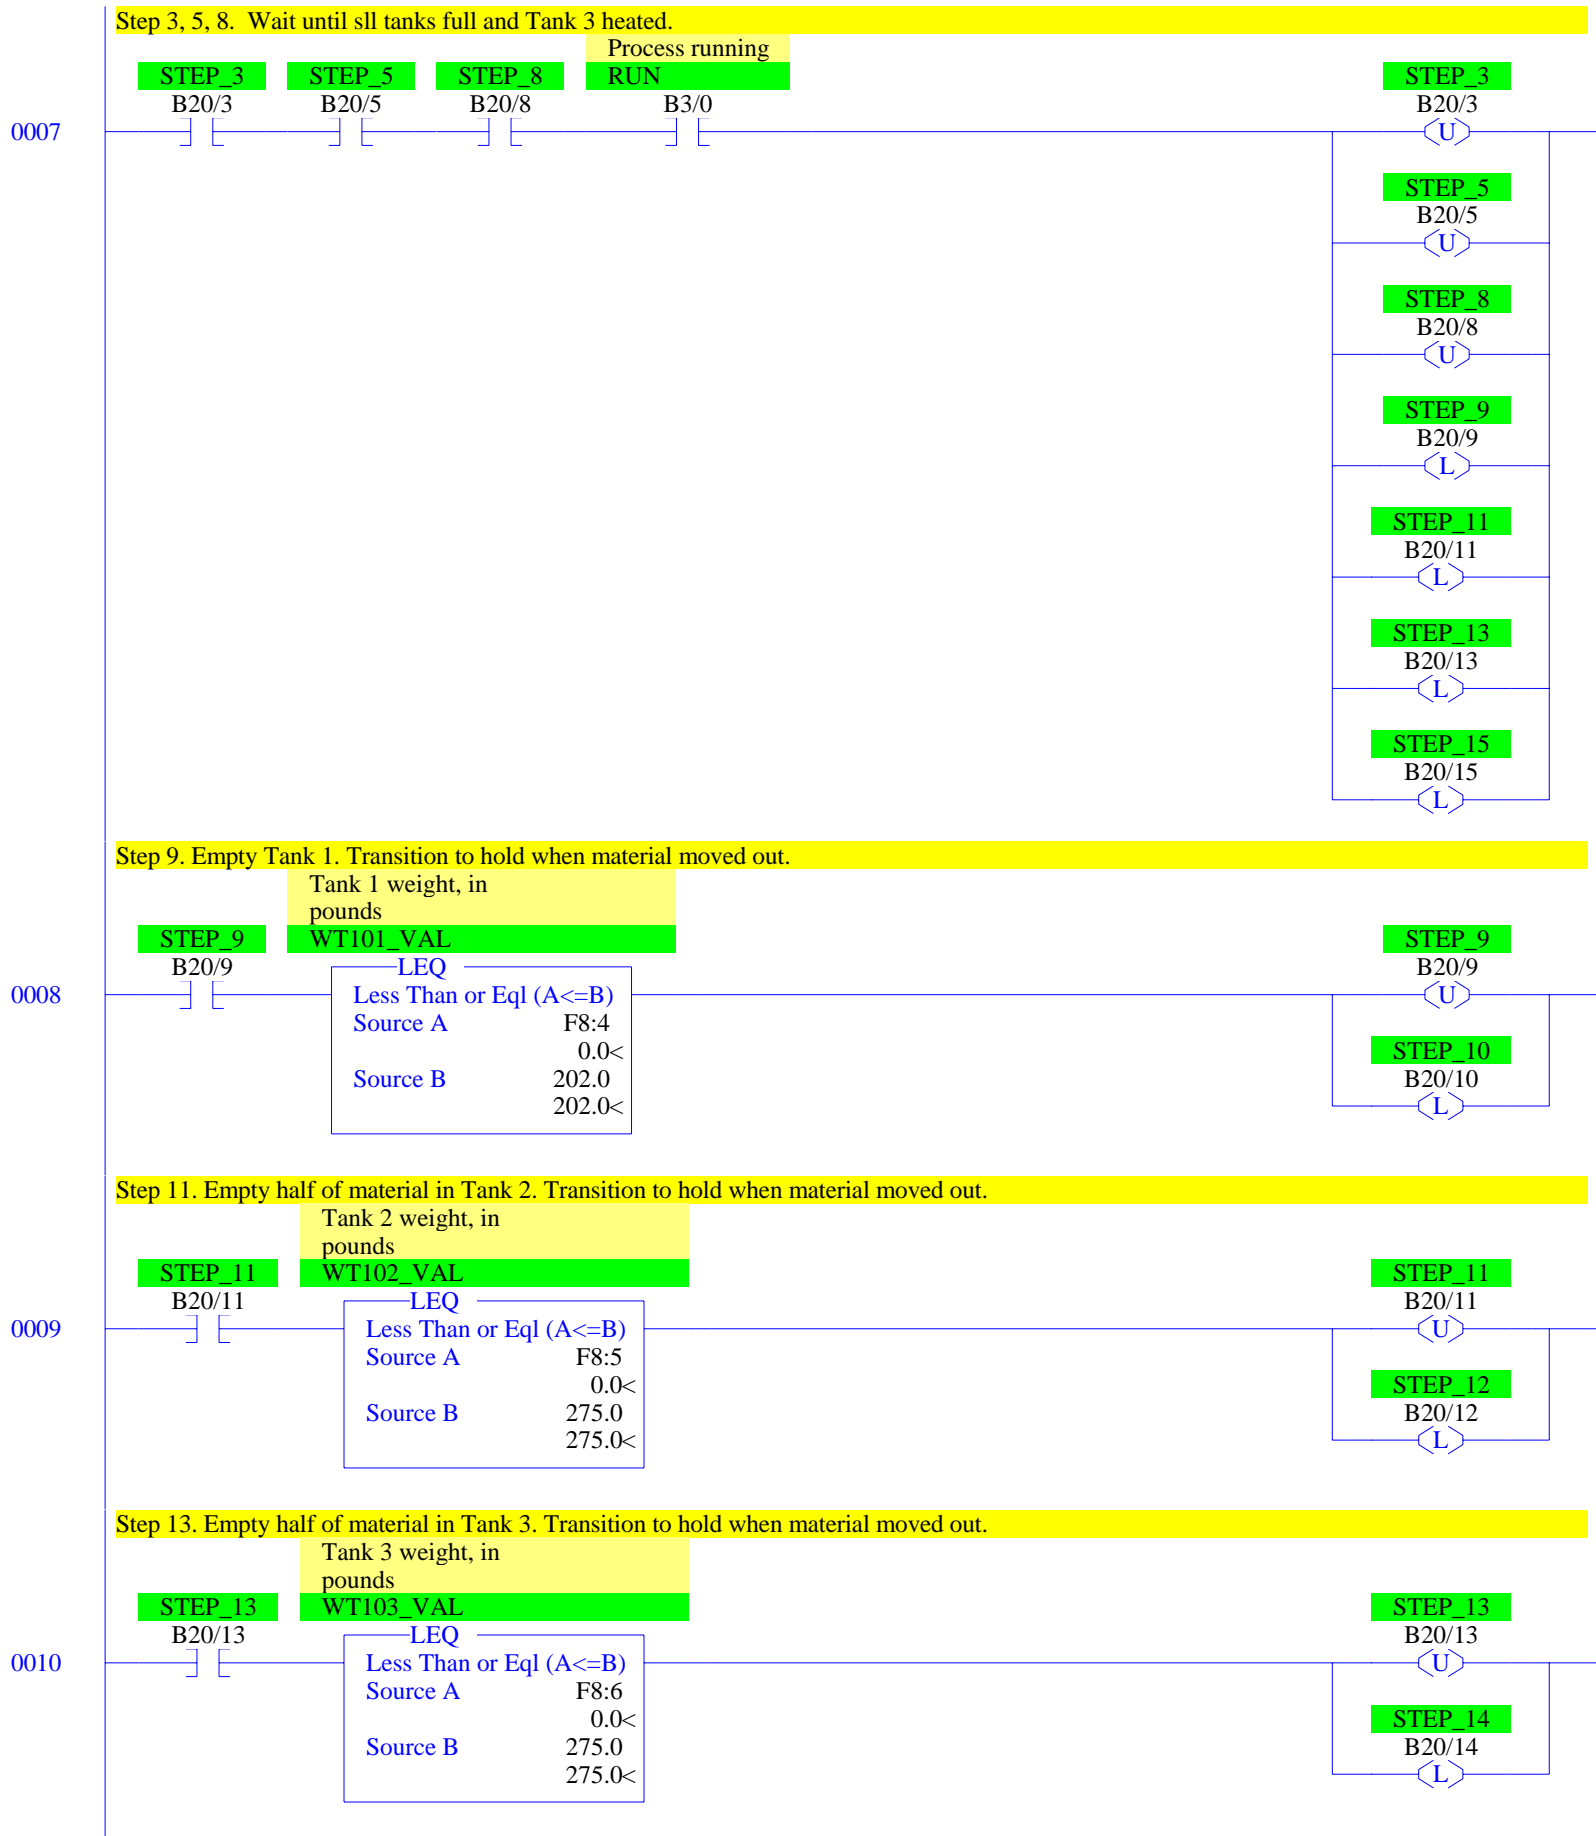 Step 3, 5, 8.  Wait until sll tanks full and Tank 3 heated.
Process running
STEP_3 STEP_5 STEP_8 RUN STEP_3
B20/3 B20/5 B20/8 B3/0 B20/3
0007 U
STEP_5
B20/5
U
STEP_8
B20/8
U
STEP_9
B20/9
L
STEP_11
B20/11
L
STEP_13
B20/13
L
STEP_15
B20/15
L
Step 9. Empty Tank 1. Transition to hold when material moved out.
Tank 1 weight, in
pounds
STEP_9 WT101_VAL STEP_9
B20/9 LEQ B20/9
0008 Less Than or Eql (A<=B) U
Source A F8:4
0.0< STEP_10
Source B 202.0 B20/10
202.0< L
Step 11. Empty half of material in Tank 2. Transition to hold when material moved out.
Tank 2 weight, in
pounds
STEP_11 WT102_VAL STEP_11
B20/11 LEQ B20/11
0009 Less Than or Eql (A<=B) U
Source A F8:5
0.0< STEP_12
Source B 275.0 B20/12
275.0< L
Step 13. Empty half of material in Tank 3. Transition to hold when material moved out.
Tank 3 weight, in
pounds
STEP_13 WT103_VAL STEP_13
B20/13 LEQ B20/13
0010 Less Than or Eql (A<=B) U
Source A F8:6
0.0< STEP_14
Source B 275.0 B20/14
275.0< L